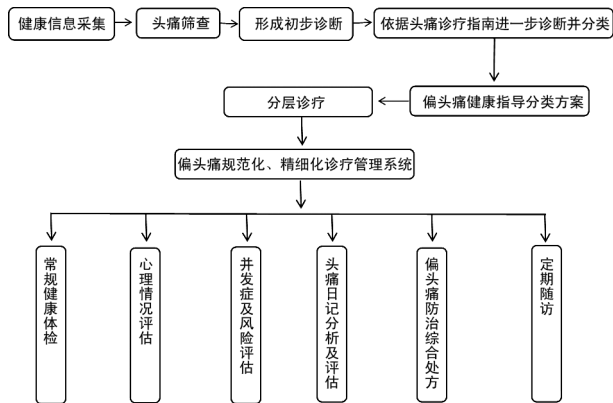 健康信息采集
头痛筛查
形成初步诊断
依据头痛诊疗指南进一步诊断并分类
分层诊疗
偏头痛健康指导分类方案
偏头痛规范化、精细化诊疗管理系统
常规健康体检
心理情况评估
并发症及风险评估
头痛日记分析及评估
偏头痛防治综合处方
定期随访